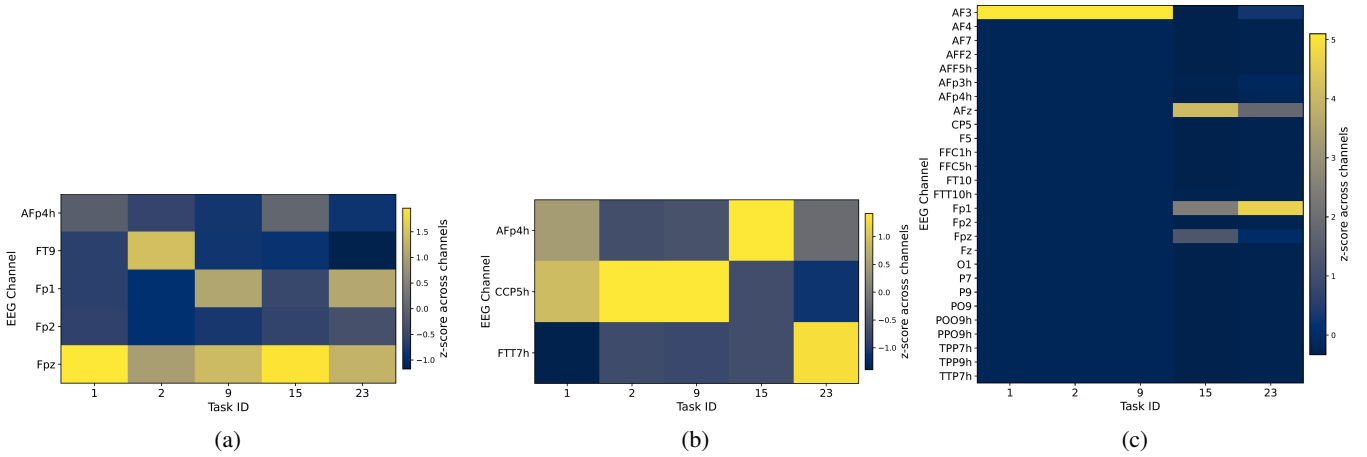 AFp4h
FT9
Fp1
Fp2
Fpz
EEG Channel
1 2 9 15 23
Task ID
1.5
1.0
0.5
0.0
−0.5
−1.0
z-score across channels
(a)
AFp4h
CCP5h
FTT7h
EEG Channel
1 2 9 15 23
Task ID
1.0
0.5
0.0
−0.5
−1.0
z-score across channels
(b)
AF3
AF4
AF7
AFF2
AFF5h
AFp3h
AFp4h
AFz
CP5
F5
FFC1h
FFC5h
FT10
FTT10h
Fp1
Fp2
Fpz
Fz
O1
P7
P9
PO9
POO9h
PPO9h
TPP7h
TPP9h
TTP7h
EEG Channel
1 2 9 15 23
Task ID
5
4
3
2
1
0
z-score across channels
(c)